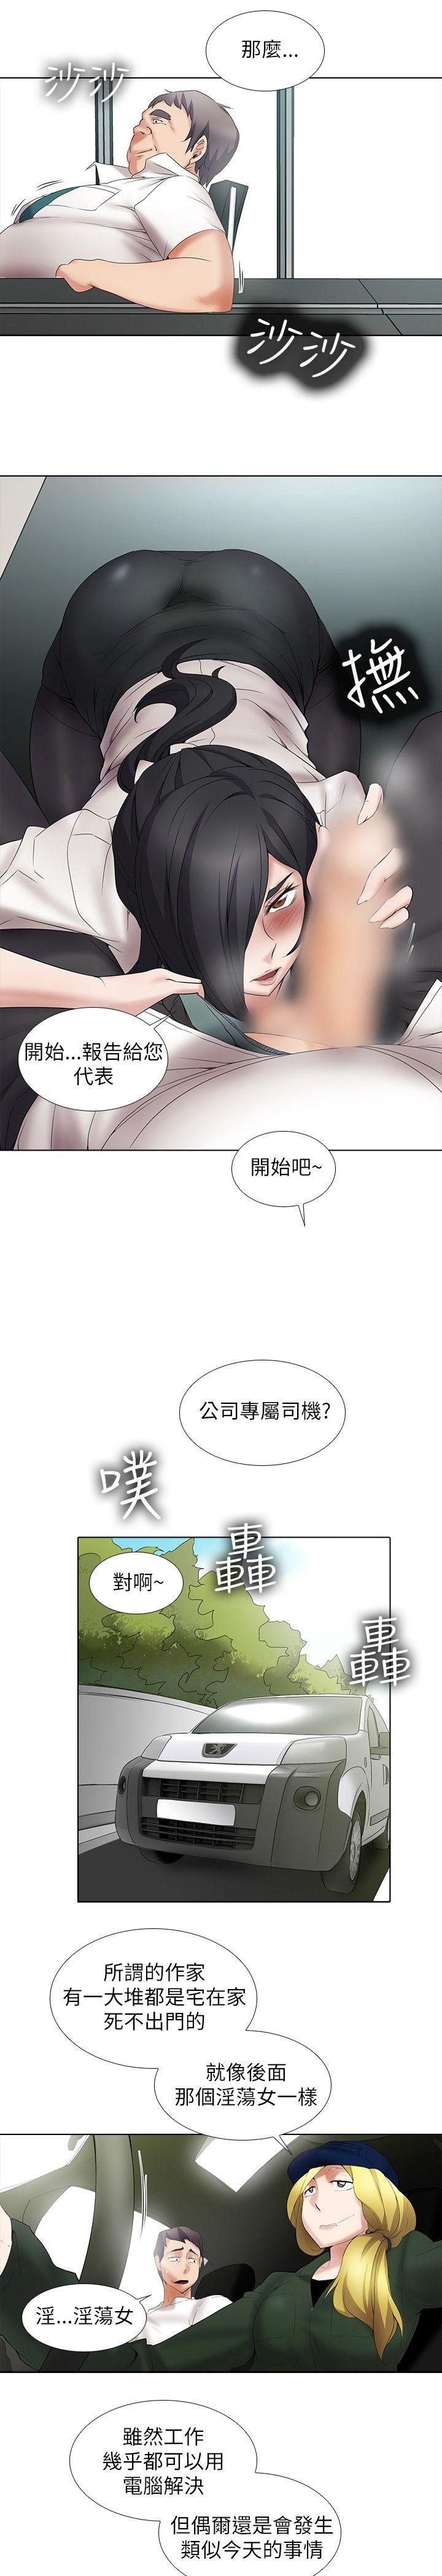 那麼...
沙沙
沙沙
撫
開始...報告給您
代表
開始吧~
公司專屬司機?
噗
對啊~
轟
轟
所謂的作家
有一大堆都是宅在家
死不出門的
就像後面
那個淫蕩女一樣
淫...淫蕩女
雖然工作
幾乎都可以用
電腦解決
但偶爾還是會發生
類似今天的事情